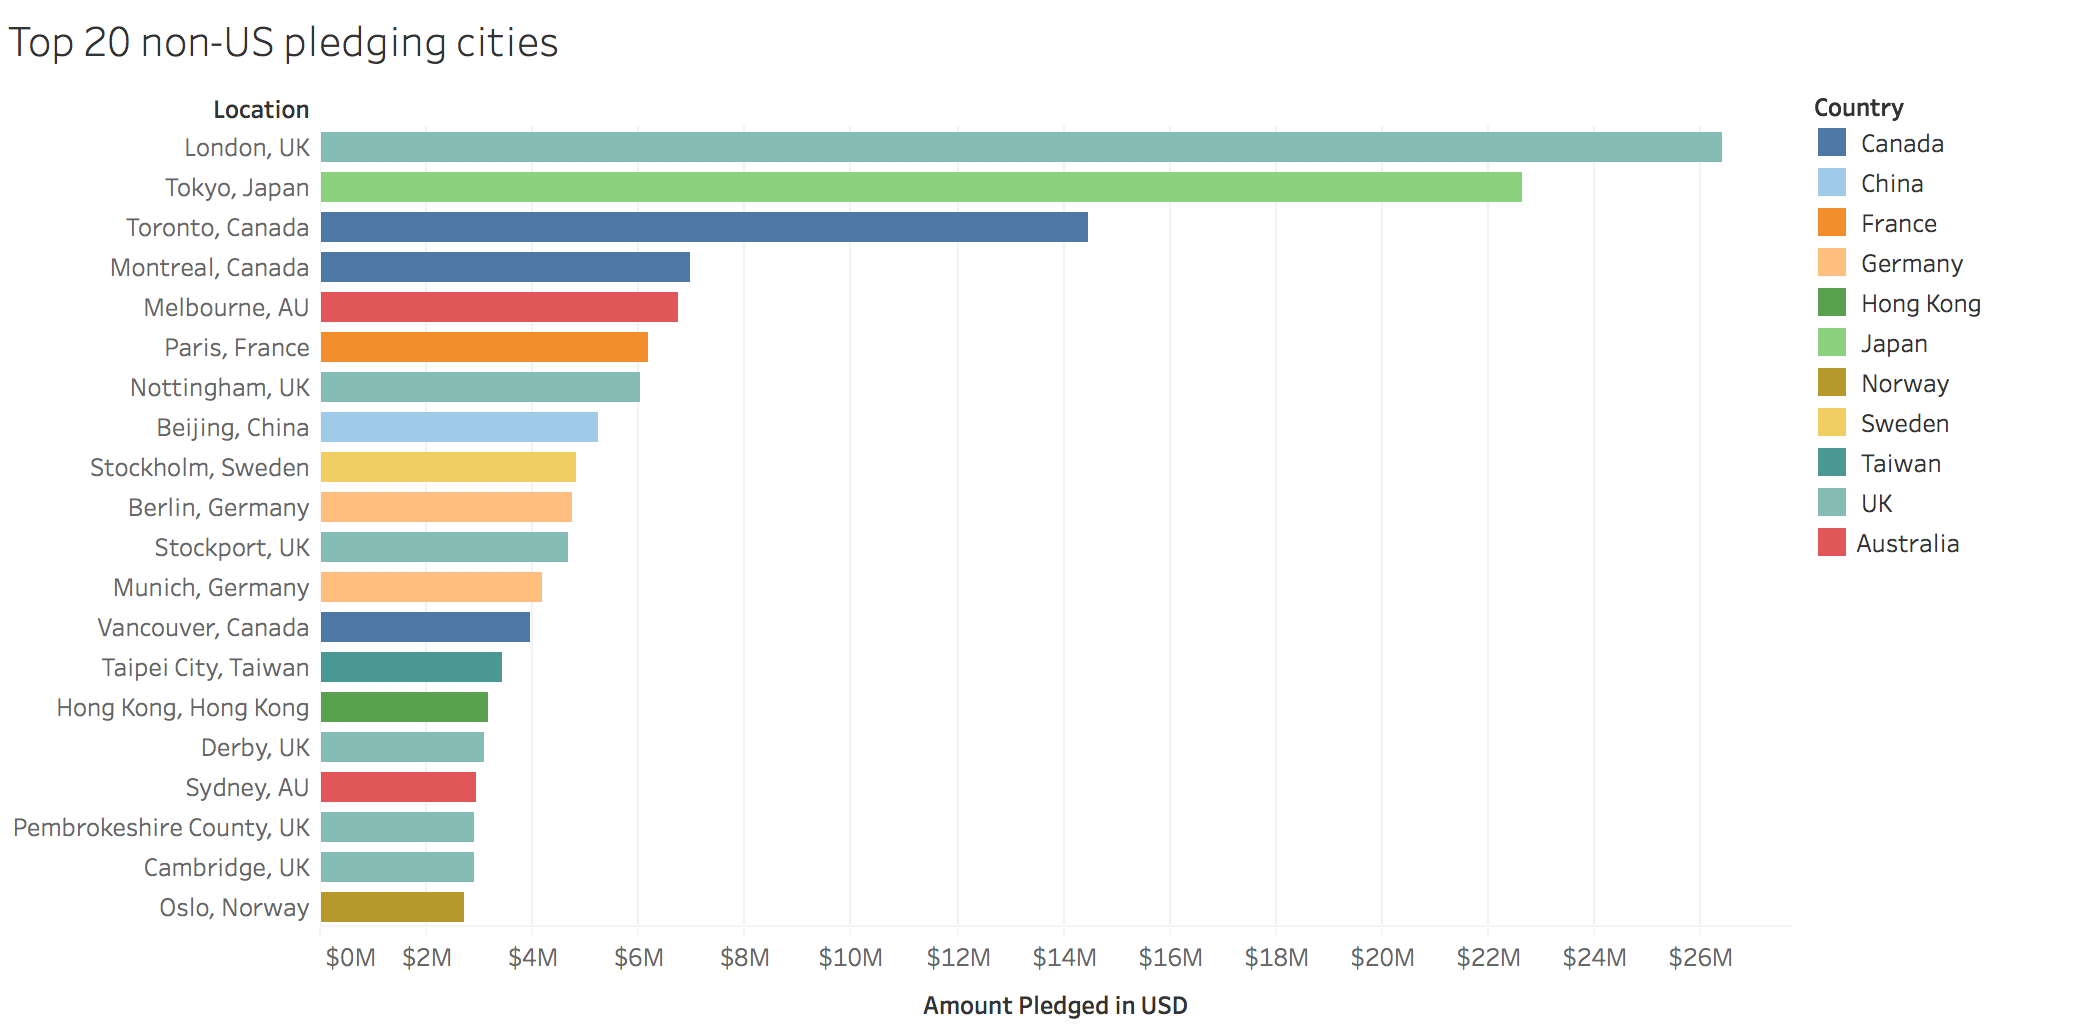 Top 20 non-US pledging cities
Location
London, UK
Tokyo, Japan
Toronto, Canada
Montreal, Canada
Melbourne, AU
Paris, France
Nottingham, UK
Beijing, China
Stockholm, Sweden
Berlin, Germany
Stockport, UK
Munich, Germany
Vancouver, Canada
Taipei City, Taiwan
Hong Kong, Hong Kong
Derby, UK
Sydney, AU
Pembrokeshire County, UK
Cambridge, UK
Oslo, Norway
$0M $2M $4M $6M $8M $10M $12M $14M $16M $18M $20M $22M $24M $26M
Amount Pledged in USD
Country
Canada
China
France
Germany
Hong Kong
Japan
Norway
Sweden
Taiwan
UK
Australia